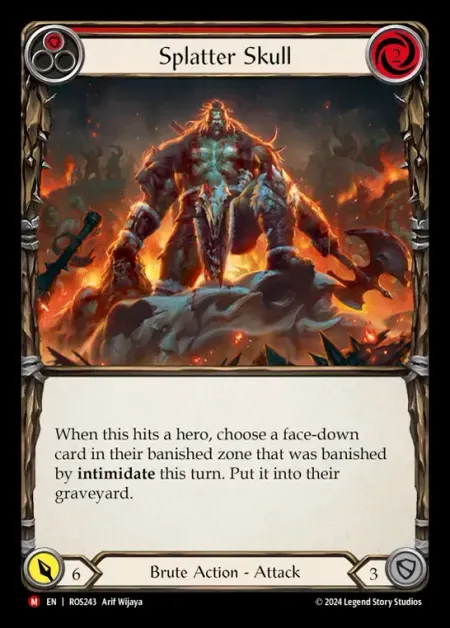 Splatter Skull
2
When this hits a hero, choose a face-down
card in their banished zone that was banished
by intimidate this turn. Put it into their
graveyard.
6
Brute Action - Attack
3
M EN | ROS243 Arif Wijaya
© 2024 Legend Story Studios